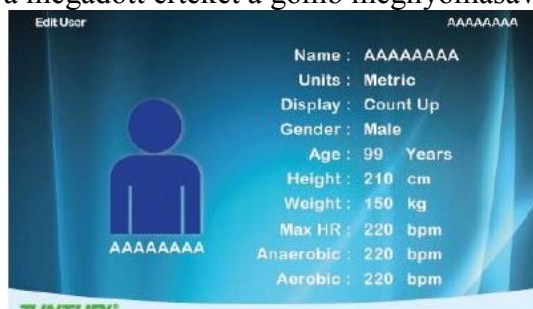 a megadott értéket a gomb megnyomásáv
Edit User AAAAAAAA
Name : AAAAAAAA
Units : Metric
Display : Count Up
Gender : Male
Age : 99 Years
Height : 210 cm
Weight : 150 kg
Max HR : 220 bpm
Anaerobic : 220 bpm
Aerobic : 220 bpm
AAAAAAAA